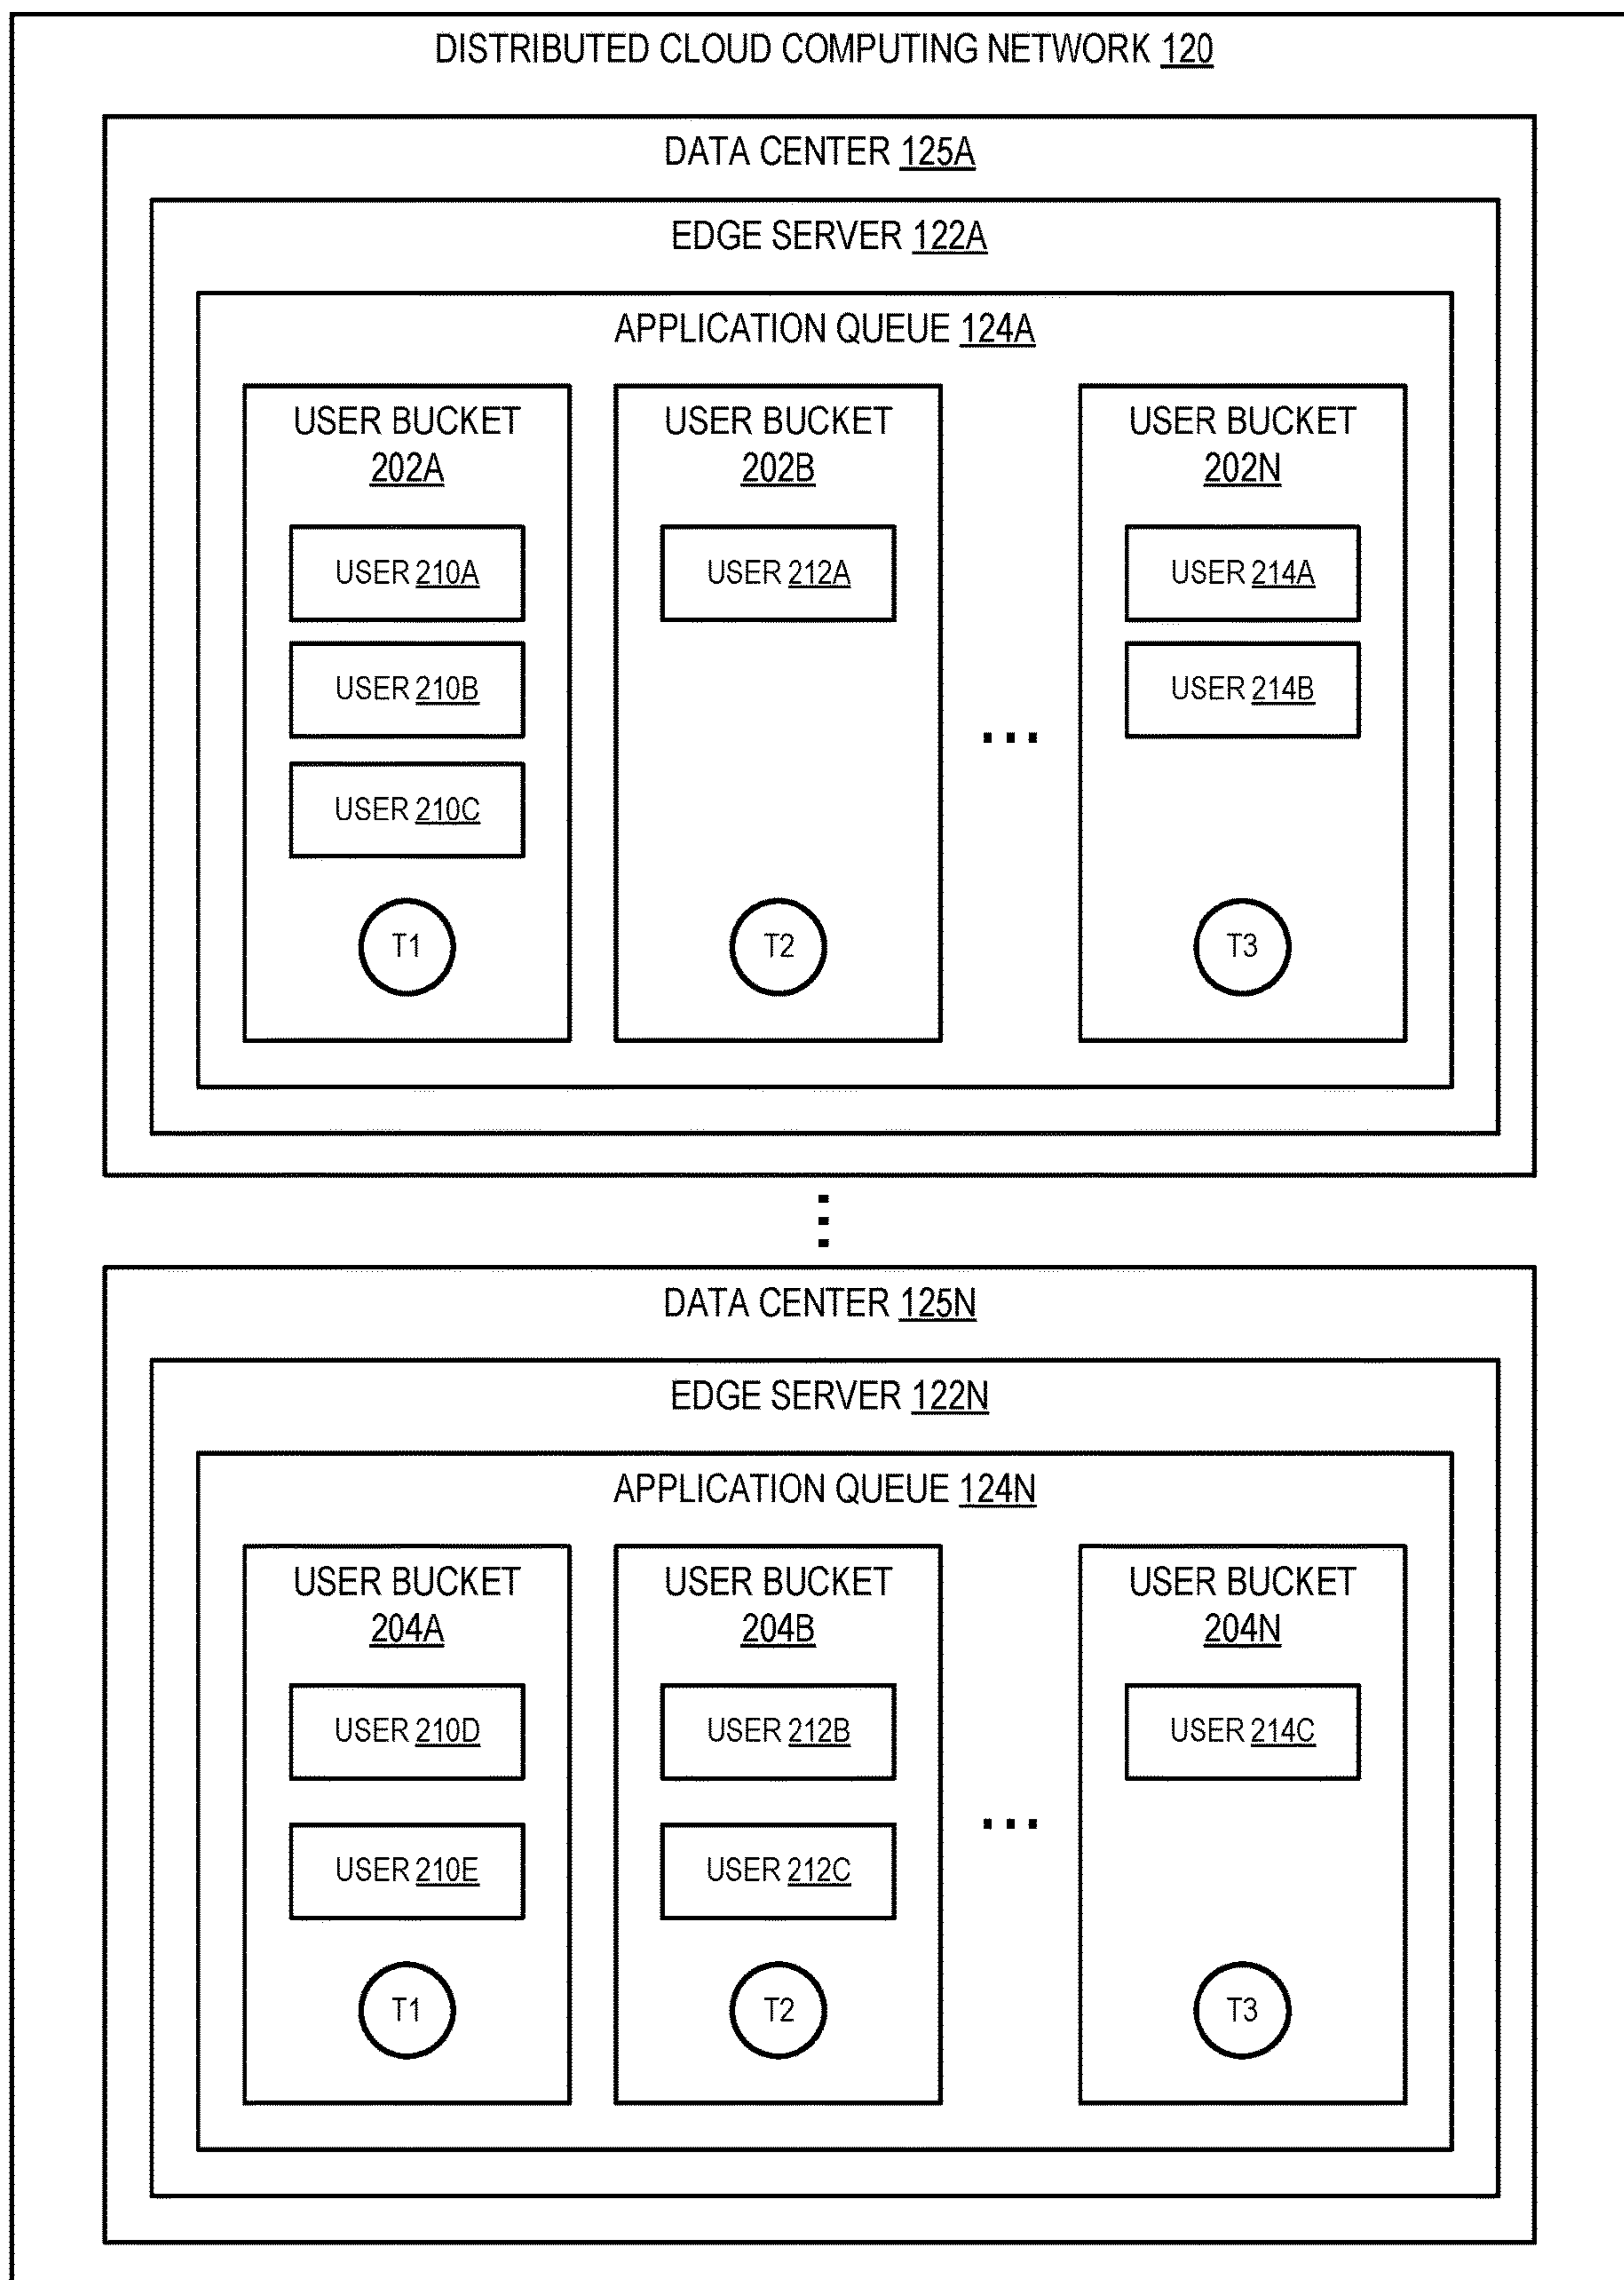 DISTRIBUTED CLOUD COMPUTING NETWORK 120
DATA CENTER 125A
EDGE SERVER 122A
APPLICATION QUEUE 124A
USER BUCKET
202A
USER 210A
USER 210B
USER 210C
T1
USER BUCKET
202B
USER 212A
T2
...
USER BUCKET
202N
USER 214A
USER 214B
T3
DATA CENTER 125N
EDGE SERVER 122N
APPLICATION QUEUE 124N
USER BUCKET
204A
USER 210D
USER 210E
T1
USER BUCKET
204B
USER 212B
USER 212C
T2
...
USER BUCKET
204N
USER 214C
T3